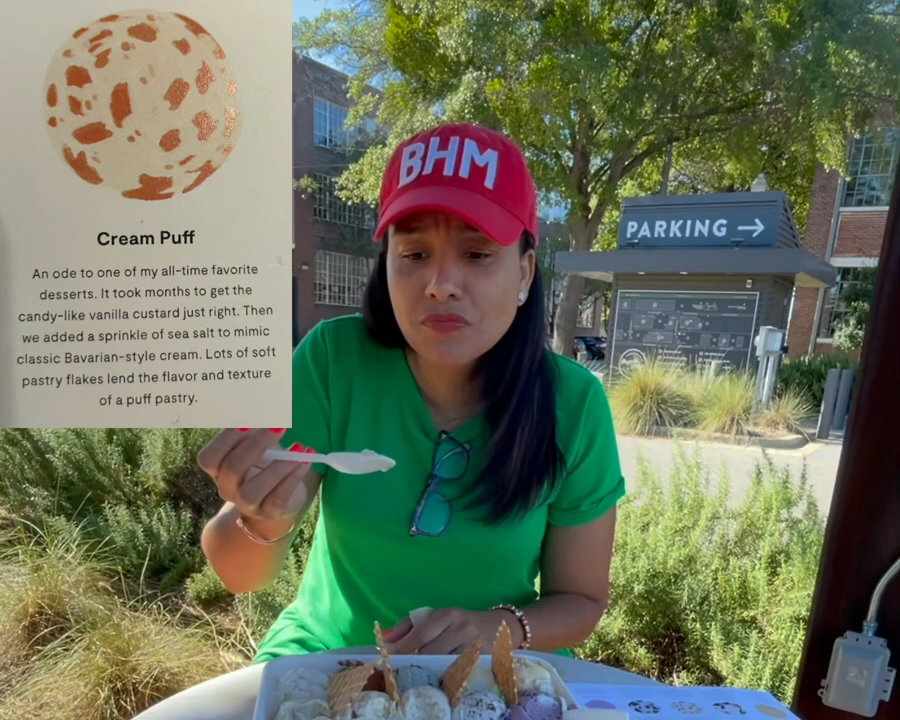 Cream Puff
An ode to one of my all-time favorite
desserts. It took months to get the
candy-like vanilla custard just right. Then
we added a sprinkle of sea salt to mimic
classic Bavarian-style cream. Lots of soft
pastry flakes lend the flavor and texture
of a puff pastry.
BHM
PARKING →